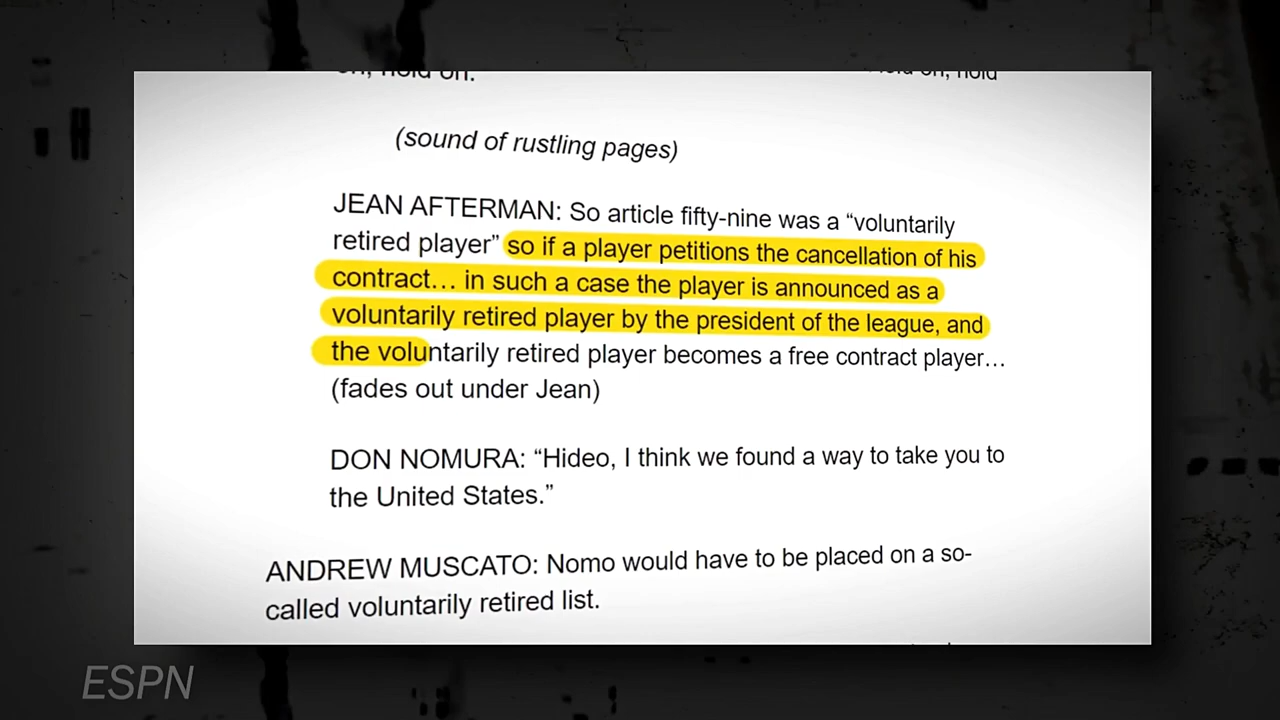 (sound of rustling pages)
JEAN AFTERMAN: So article fifty-nine was a “voluntarily
retired player” so if a player petitions the cancellation of his
contract… in such a case the player is announced as a
voluntarily retired player by the president of the league, and
the voluntarily retired player becomes a free contract player…
(fades out under Jean)
DON NOMURA: “Hideo, I think we found a way to take you to
the United States.”
ANDREW MUSCATO: Nomo would have to be placed on a so-
called voluntarily retired list.
ESPN